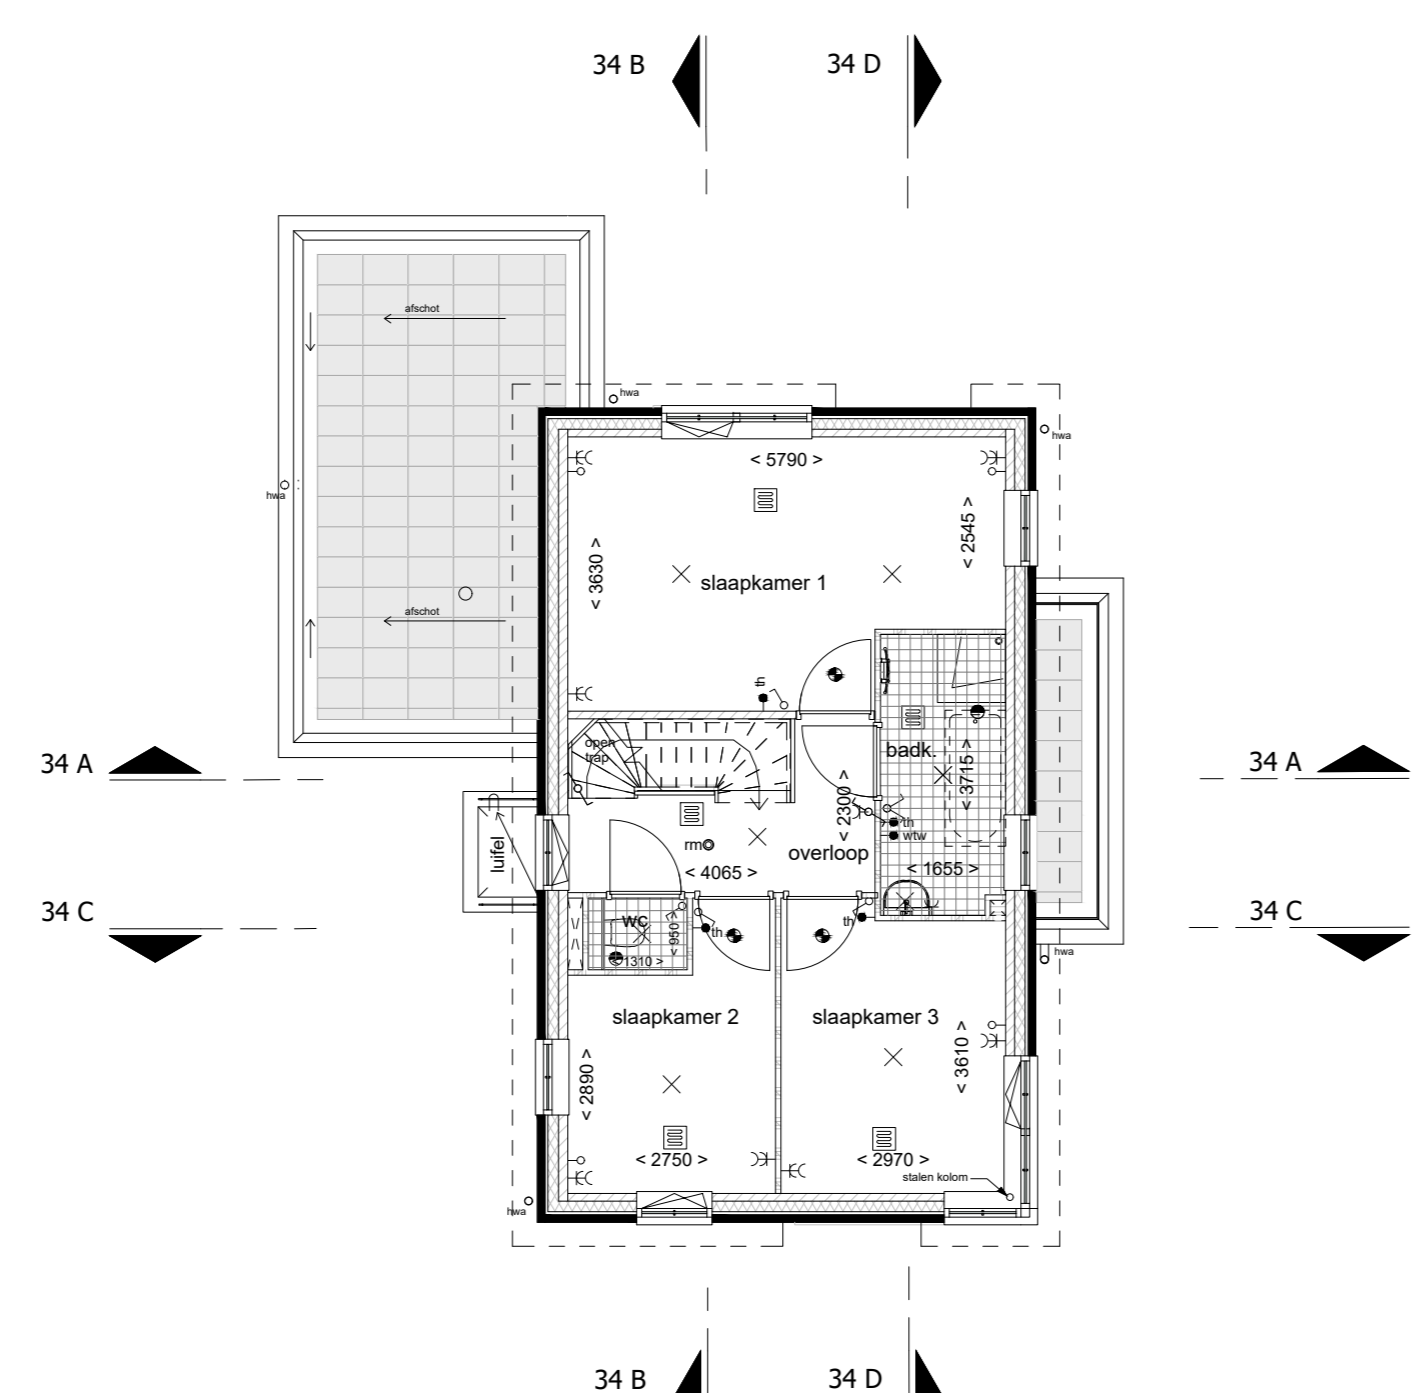 34 B
34 D
afschot
hwa
hwa
< 5790 >
hwa
< 2545 >
< 3630 >
slaapkamer 1
afschot
th
open
trap
badk.
34 A
34 A
< 3715 >
< 2300 >
th
wtw
rm
overloop
luifel
< 4065 >
< 1655 >
34 C
34 C
WC
< 950 >
th
th
hwa
< 1310 >
slaapkamer 2
slaapkamer 3
< 2890 >
< 3610 >
< 2750 >
< 2970 >
stalen kolom
hwa
34 B
34 D